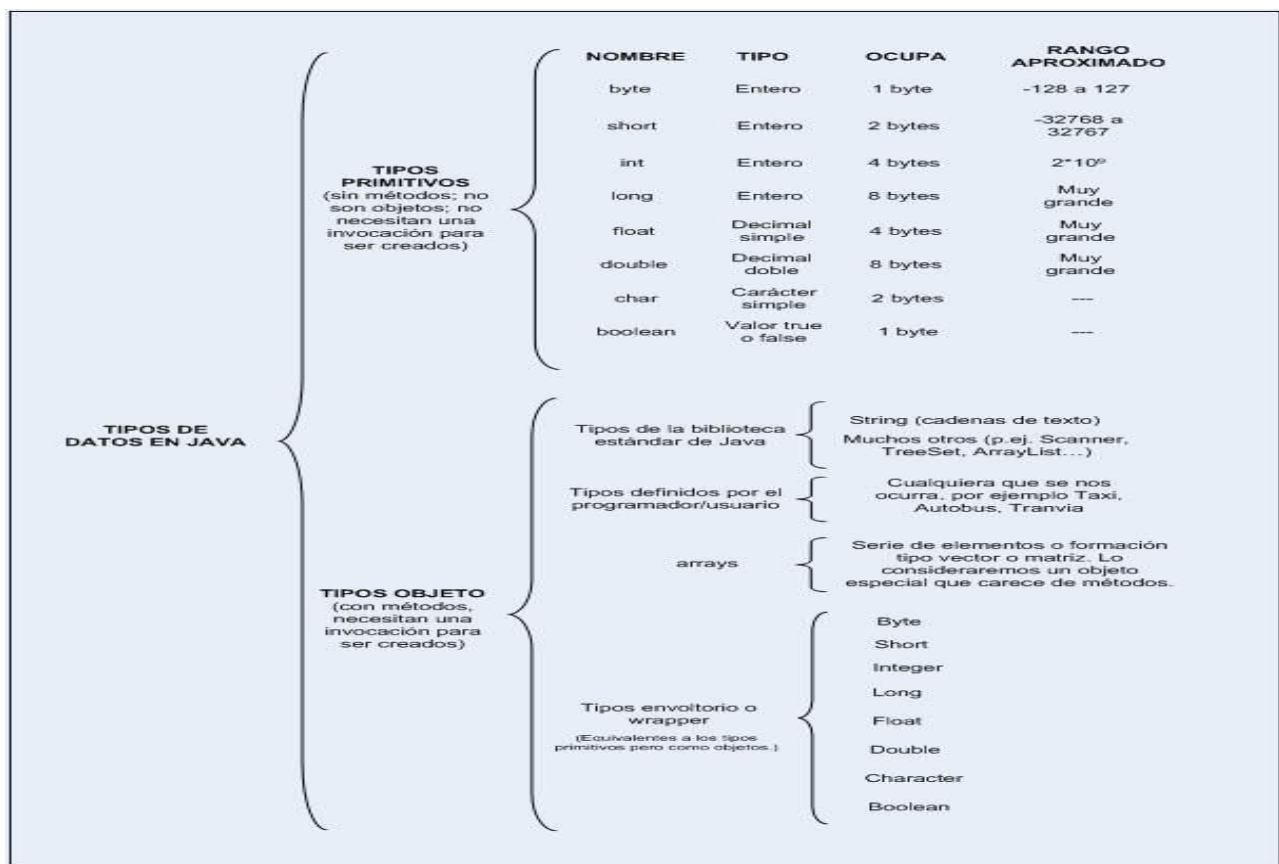 TIPOS DE
DATOS EN JAVA
TIPOS
PRIMITIVOS
(sin métodos; no
son objetos; no
necesitan una
invocación para
ser creados)
NOMBRE TIPO OCUPA RANGO
APROXIMADO
byte Entero 1 byte -128 a 127
short Entero 2 bytes -32768 a
32767
int Entero 4 bytes 2*10⁹
long Entero 8 bytes Muy
grande
float Decimal
simple 4 bytes Muy
grande
double Decimal
doble 8 bytes Muy
grande
char Carácter
simple 2 bytes ---
boolean Valor true
o false 1 byte ---
TIPOS OBJETO
(con métodos,
necesitan una
invocación para
ser creados)
Tipos de la biblioteca
estándar de Java
String (cadenas de texto)
Muchos otros (p.ej. Scanner,
TreeSet, ArrayList…)
Tipos definidos por el
programador/usuario
Cualquiera que se nos
ocurra, por ejemplo Taxi,
Autobus, Tranvia
arrays
Serie de elementos o formación
tipo vector o matriz. Lo
consideraremos un objeto
especial que carece de métodos.
Tipos envoltorio o
wrapper
(Equivalentes a los tipos
primitivos pero como objetos.)
Byte
Short
Integer
Long
Float
Double
Character
Boolean